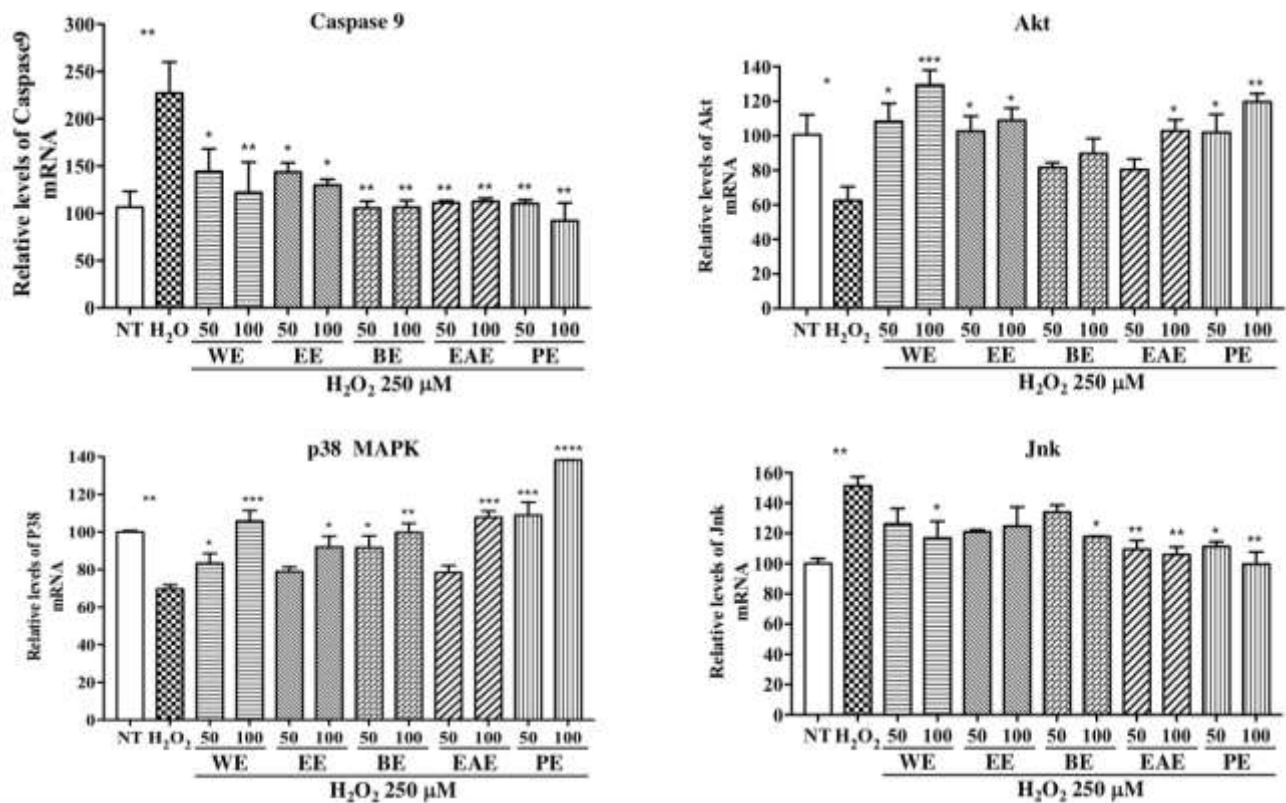 Caspase 9
Relative levels of Caspase9
mRNA
300
250
200
150
100
50
0
**
*
**
*
*
**
**
**
**
**
**
NT H₂O 50 100 50 100 50 100 50 100 50 100
WE EE BE EAE PE
H₂O₂ 250 μM
Akt
Relative levels of Akt
mRNA
140
120
100
80
60
40
20
0
*
*
***
*
*
*
*
**
NT H₂O₂ 50 100 50 100 50 100 50 100 50 100
WE EE BE EAE PE
H₂O₂ 250 μM
p38 MAPK
Relative levels of P38
mRNA
140
120
100
80
60
40
20
0
**
*
***
*
*
**
***
***
****
NT H₂O₂ 50 100 50 100 50 100 50 100 50 100
WE EE BE EAE PE
H₂O₂ 250 μM
Jnk
Relative levels of Jnk
mRNA
160
140
120
100
80
60
40
20
0
**
*
*
**
**
*
**
NT H₂O₂ 50 100 50 100 50 100 50 100 50 100
WE EE BE EAE PE
H₂O₂ 250 μM